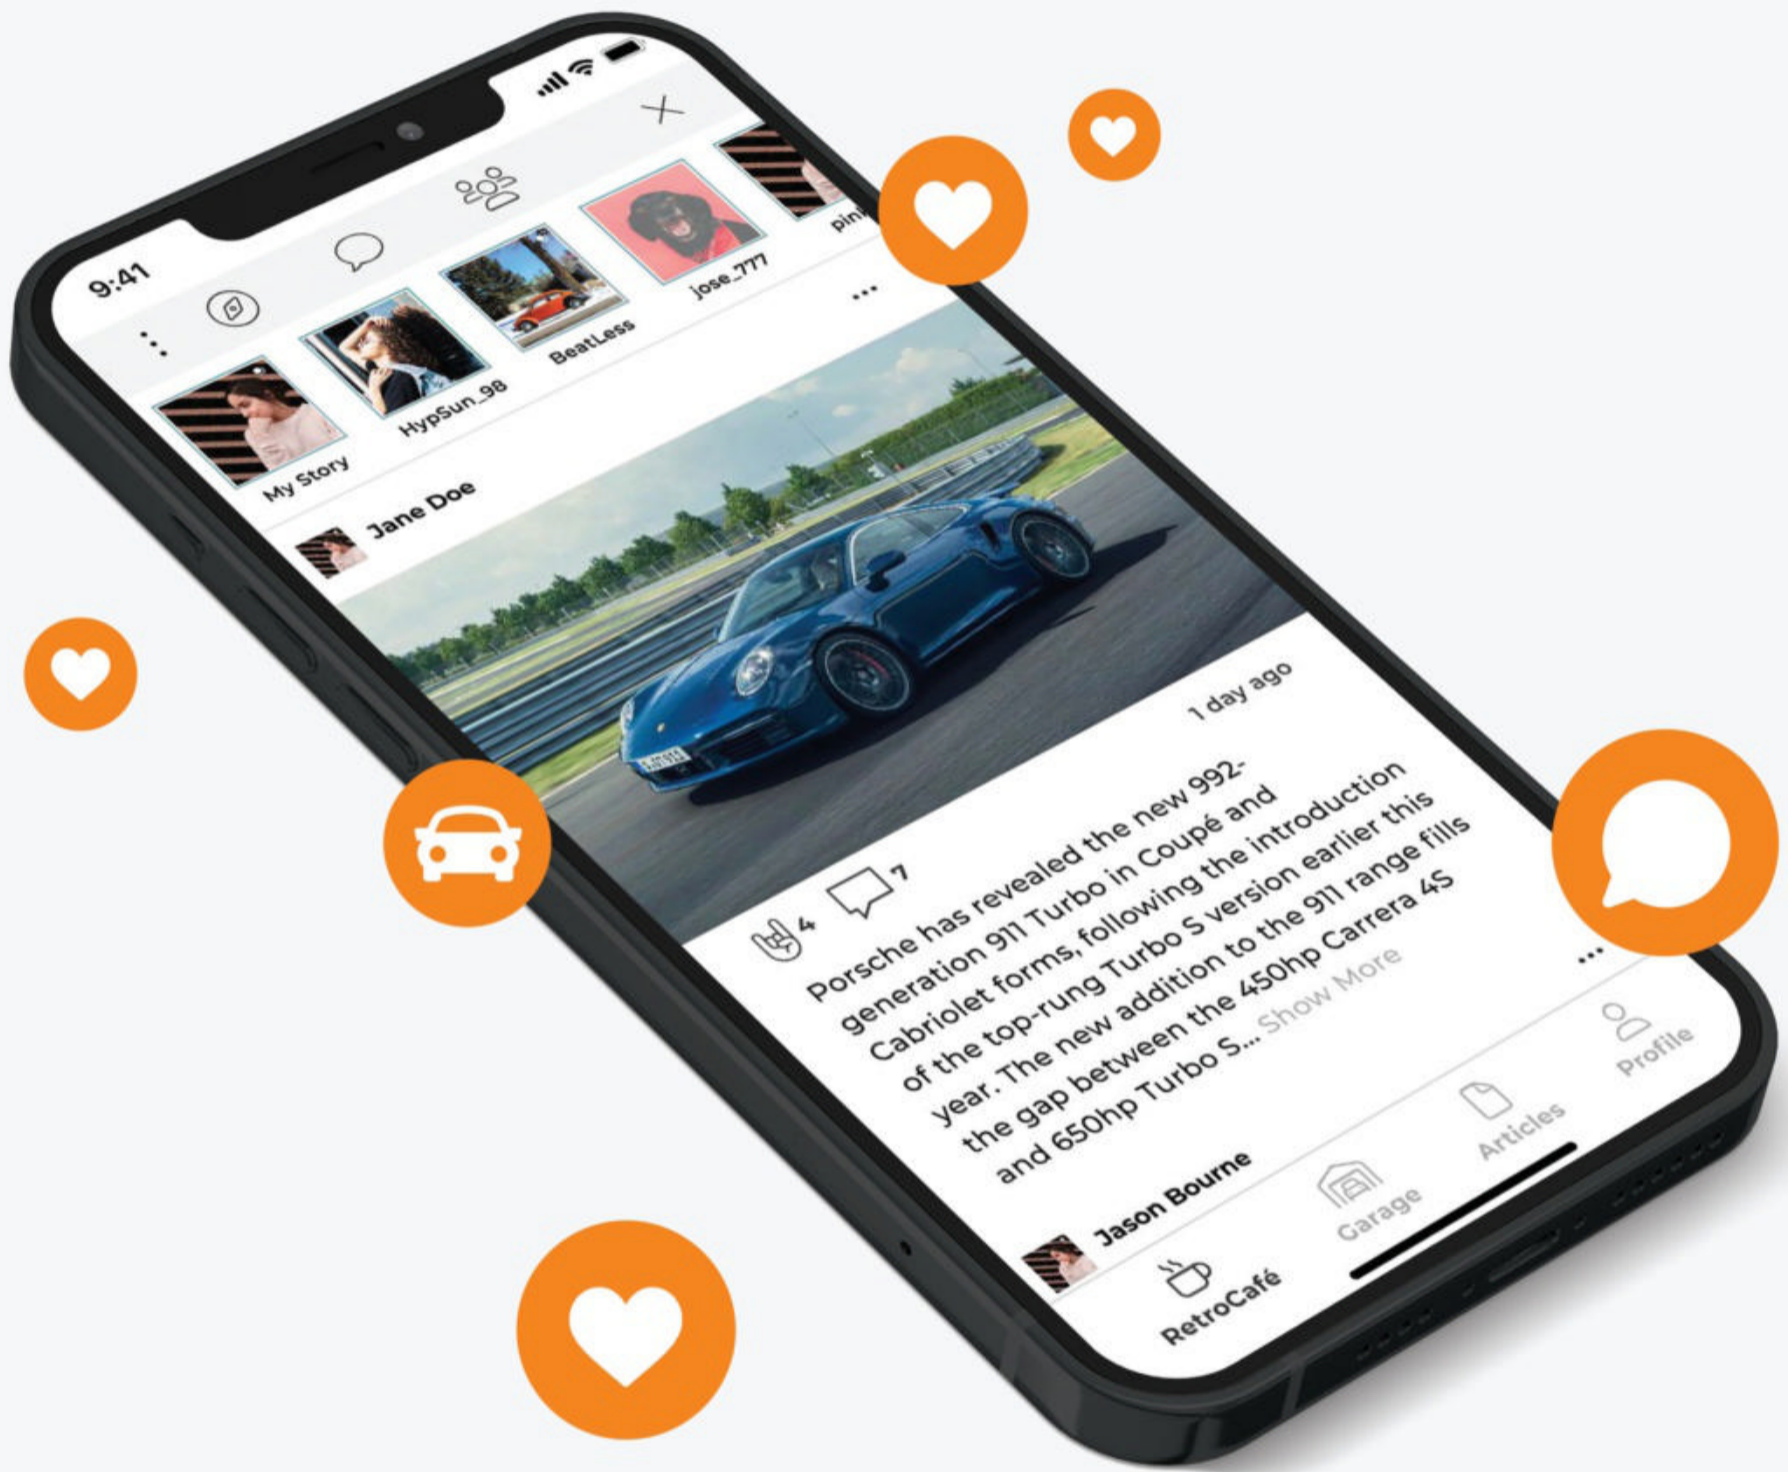 9:41
My Story
HypSun_98
BeatLess
jose_777
Jane Doe
1 day ago
4
7
Porsche has revealed the new 992-
generation 911 Turbo in Coupé and
Cabriolet forms, following the introduction
of the top-rung Turbo S version earlier this
year. The new addition to the 911 range fills
the gap between the 450hp Carrera 4S
and 650hp Turbo S... Show More
Jason Bourne
RetroCafé
Garage
Articles
Profile